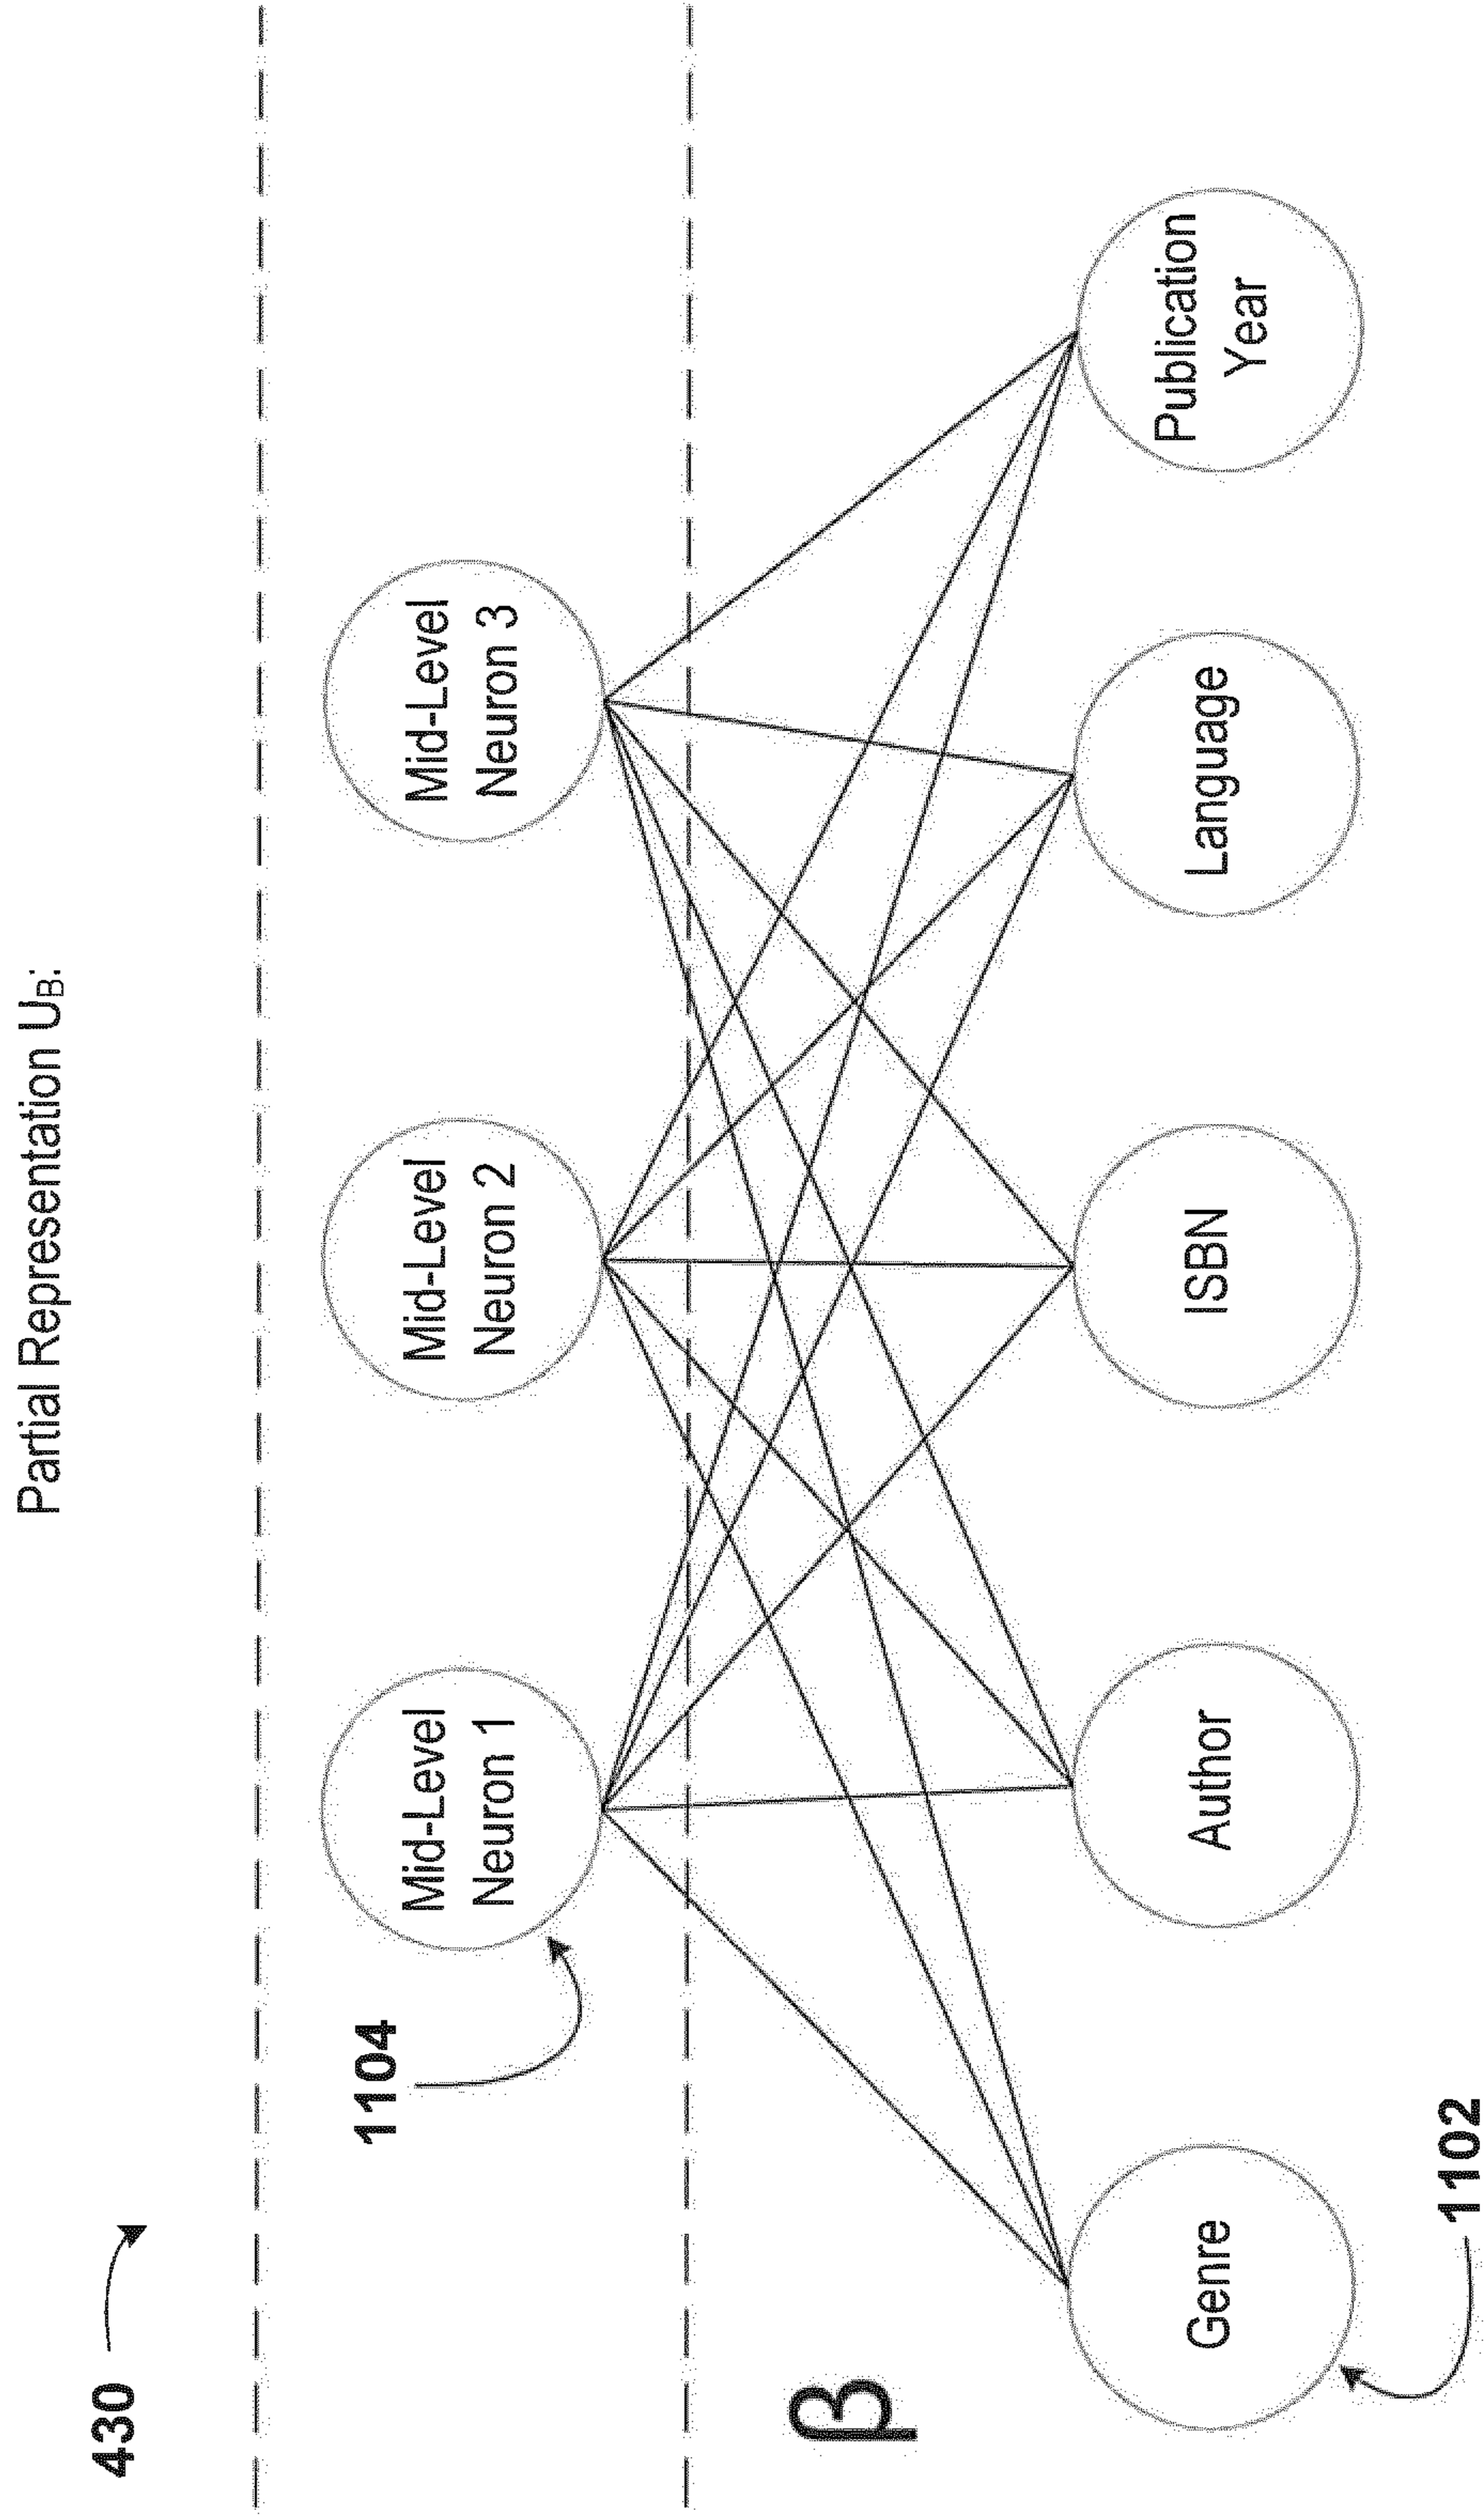 Partial Representation UB:
430
Mid-Level
Neuron 1
Mid-Level
Neuron 2
Mid-Level
Neuron 3
1104
β
Genre
Author
ISBN
Language
Publication
Year
1102